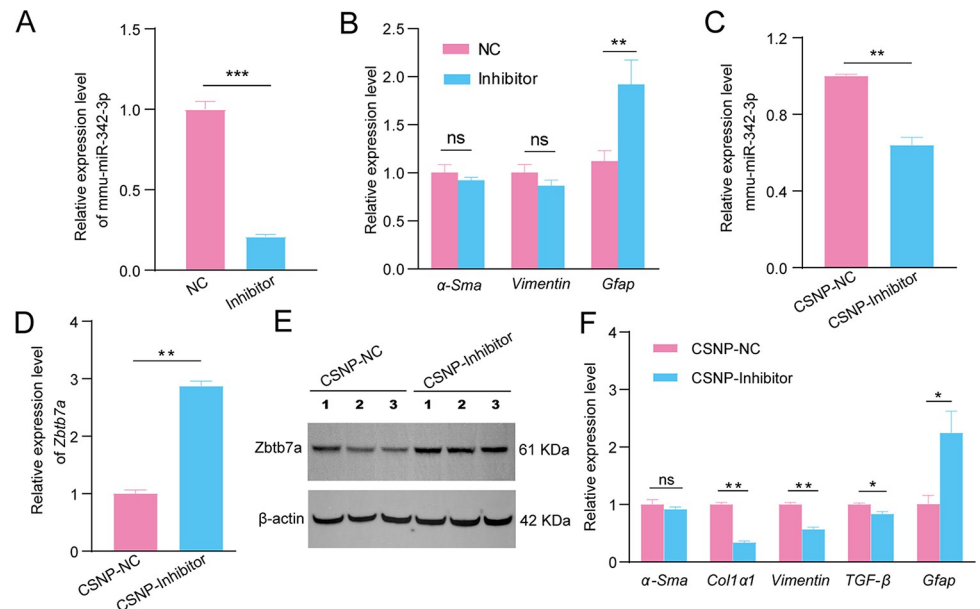 A
Relative expression level
of mmu-miR-342-3p
1.5
1.0
0.5
0.0
***
NC
Inhibitor
B
Relative expression level
2.5
2.0
1.5
1.0
0.5
0.0
NC
Inhibitor
ns
ns
**
α-Sma
Vimentin
Gfap
C
Relative expression level
mmu-miR-342-3p
1.2
0.8
0.4
0.0
**
CSNP-NC
CSNP-Inhibitor
D
Relative expression level
of Zbtb7a
4
3
2
1
0
**
CSNP-NC
CSNP-Inhibitor
E
CSNP-NC
CSNP-Inhibitor
1 2 3 1 2 3
Zbtb7a
61 KDa
β-actin
42 KDa
F
Relative expression level
4
3
2
1
0
CSNP-NC
CSNP-Inhibitor
ns
**
**
*
*
α-Sma
Col1α1
Vimentin
TGF-β
Gfap